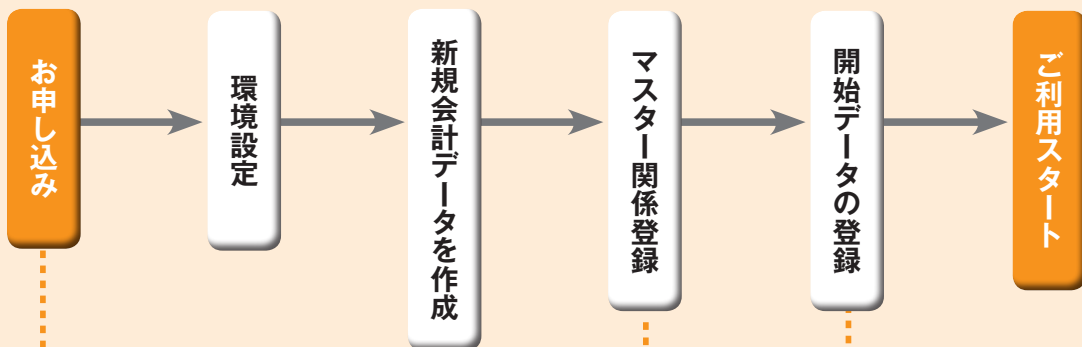 お申し込み
環境設定
新規会計データを作成
マスター関係登録
開始データの登録
ご利用スタート